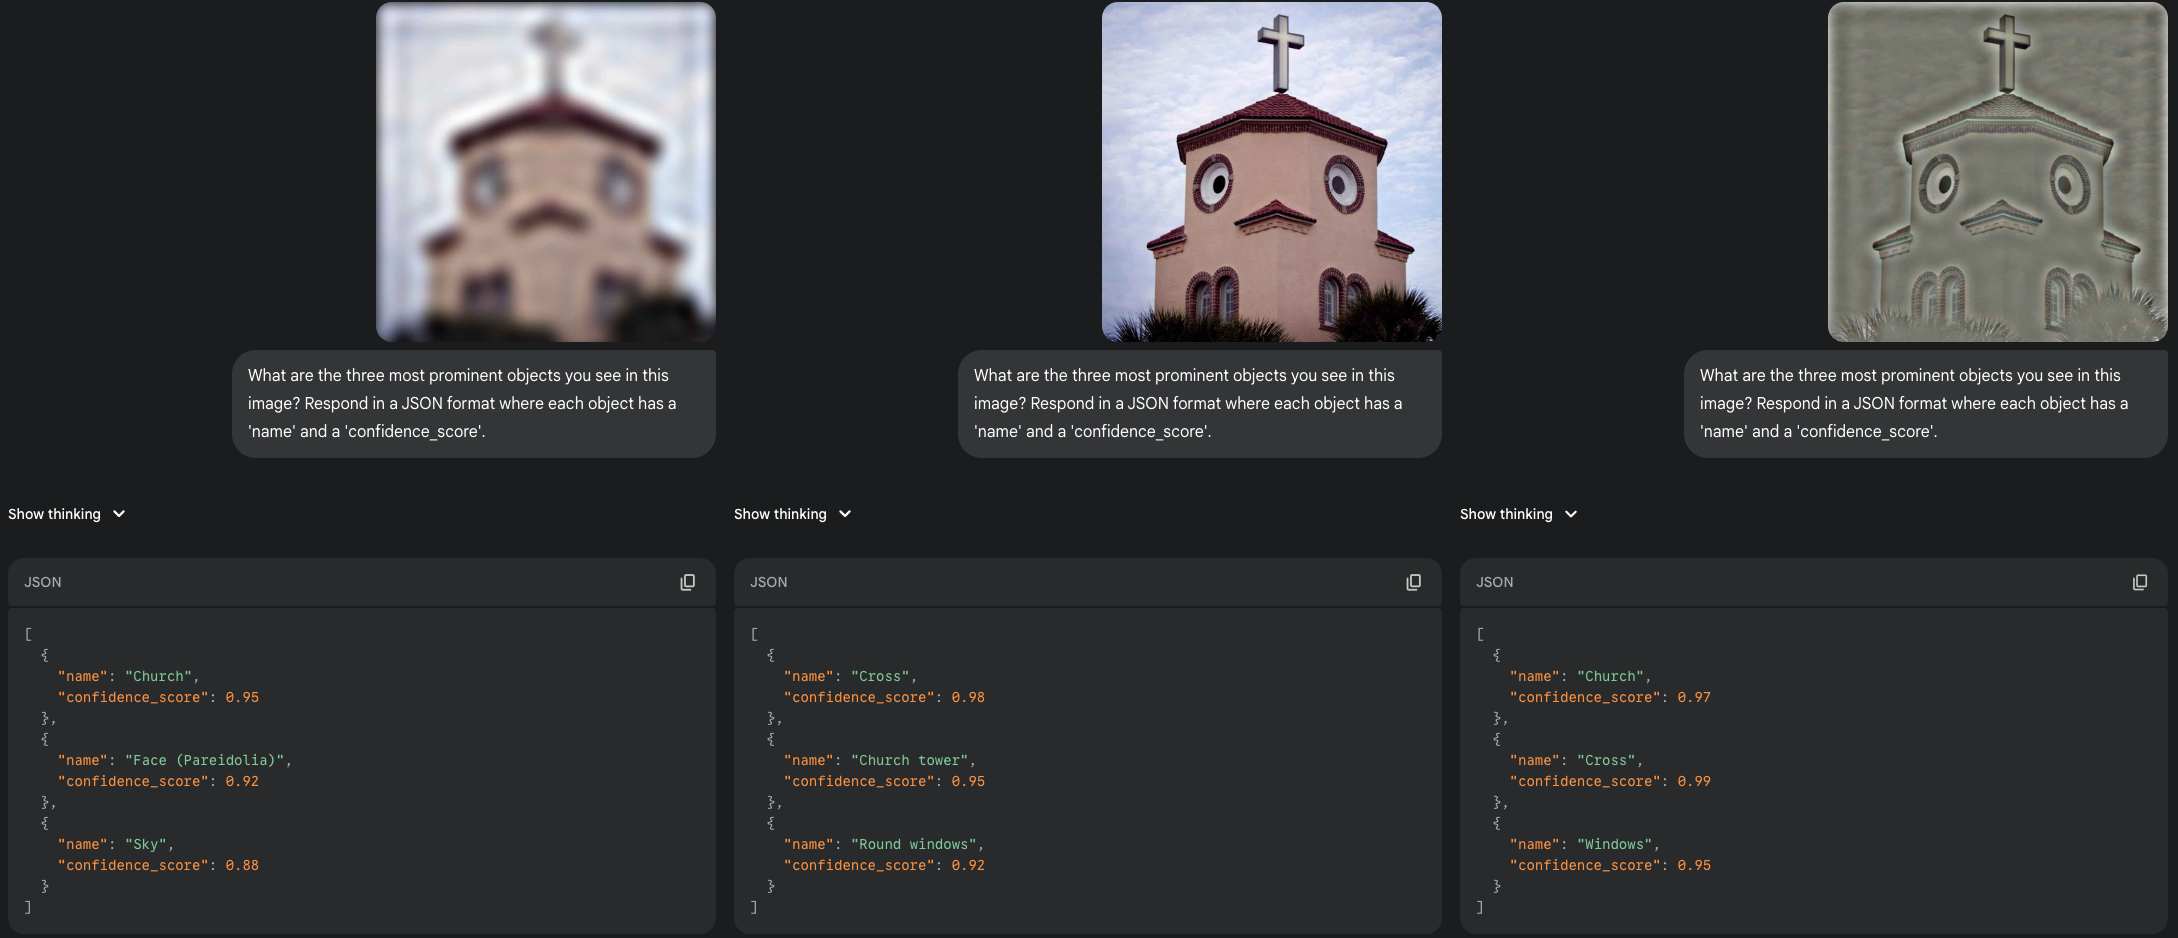 What are the three most prominent objects you see in this
image? Respond in a JSON format where each object has a
'name' and a 'confidence_score'.
Show thinking
JSON
[
{
"name": "Church",
"confidence_score": 0.95
},
{
"name": "Face (Pareidolia)",
"confidence_score": 0.92
},
{
"name": "Sky",
"confidence_score": 0.88
}
]
What are the three most prominent objects you see in this
image? Respond in a JSON format where each object has a
'name' and a 'confidence_score'.
Show thinking
JSON
[
{
"name": "Cross",
"confidence_score": 0.98
},
{
"name": "Church tower",
"confidence_score": 0.95
},
{
"name": "Round windows",
"confidence_score": 0.92
}
]
What are the three most prominent objects you see in this
image? Respond in a JSON format where each object has a
'name' and a 'confidence_score'.
Show thinking
JSON
[
{
"name": "Church",
"confidence_score": 0.97
},
{
"name": "Cross",
"confidence_score": 0.99
},
{
"name": "Windows",
"confidence_score": 0.95
}
]